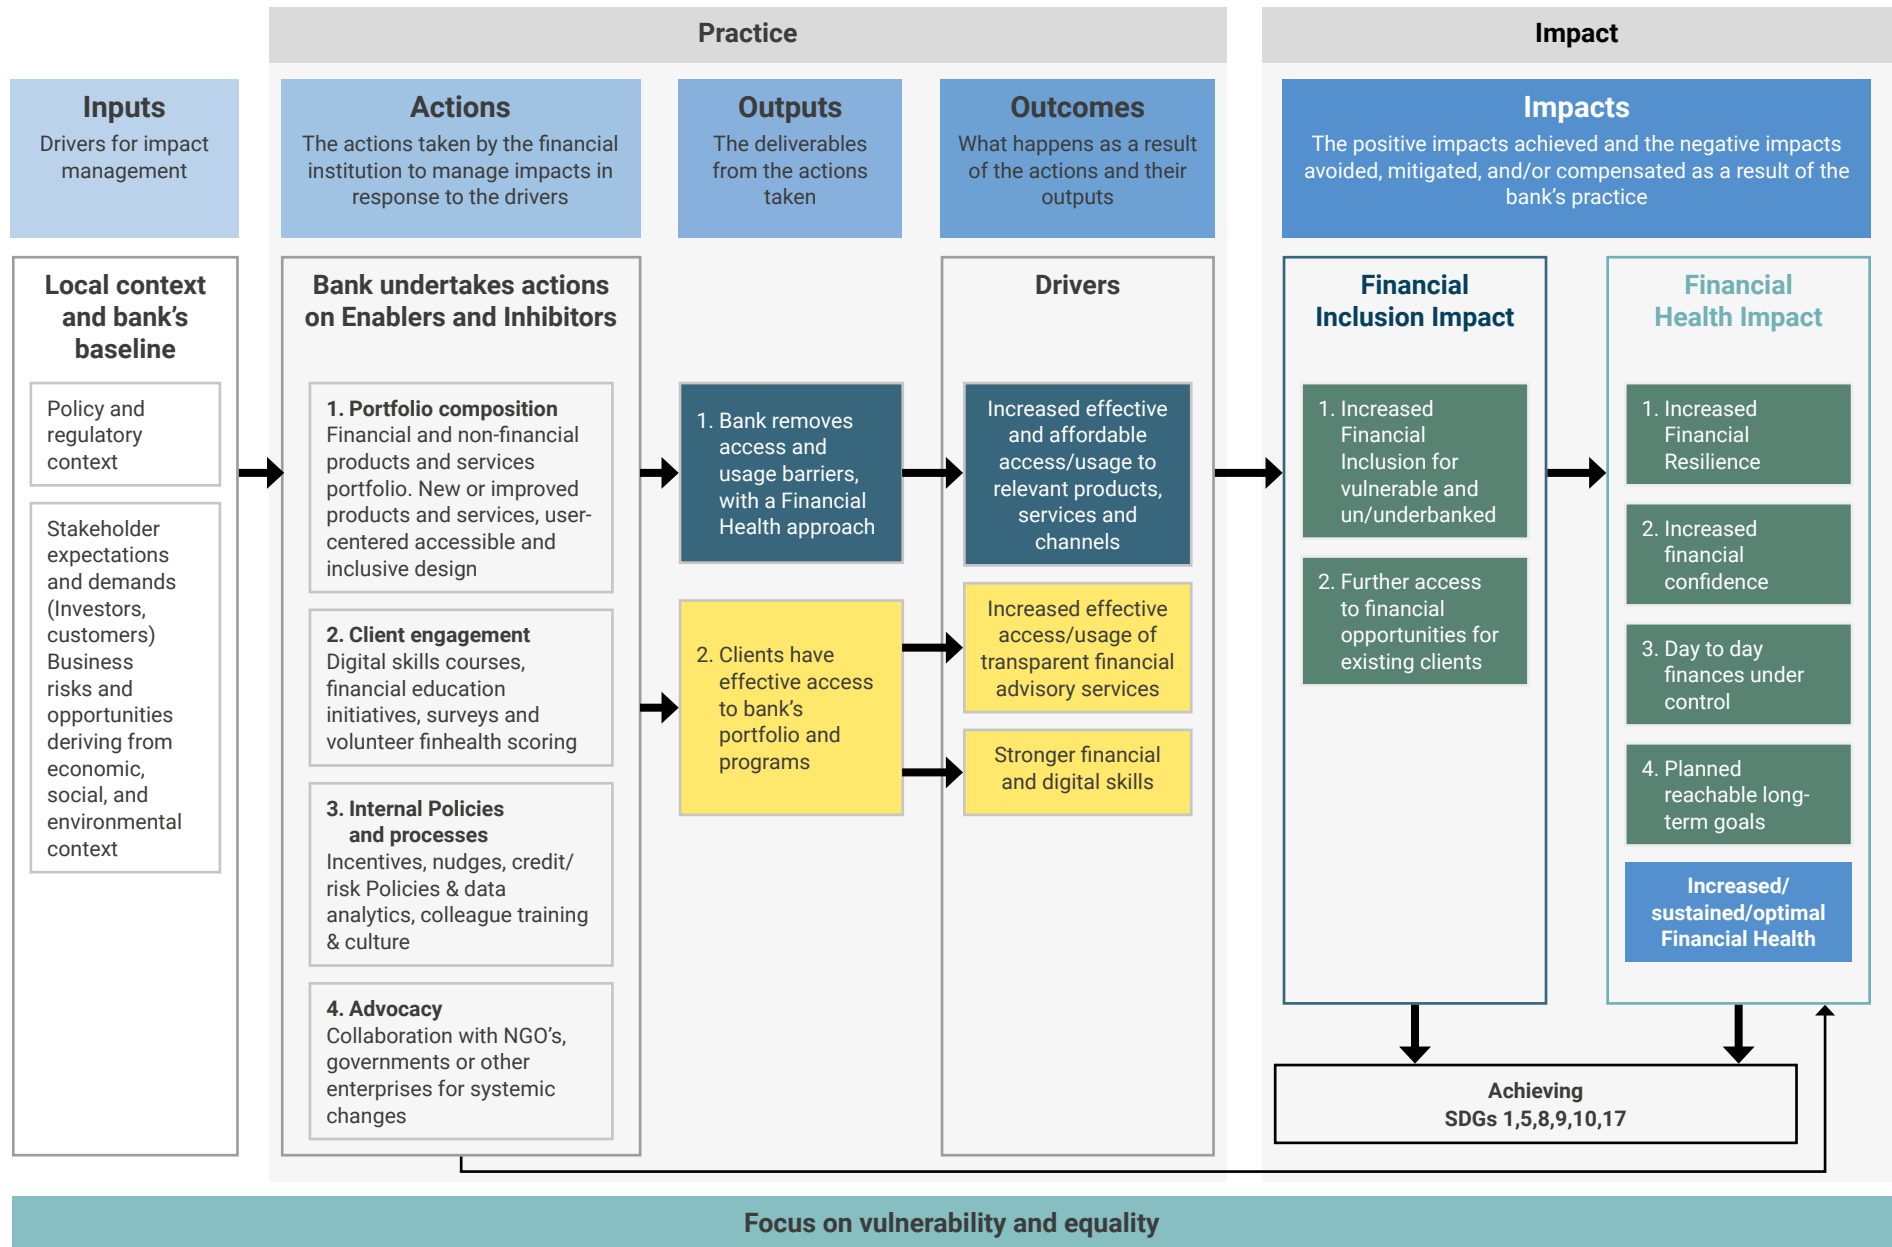 Practice
Impact
Inputs
Drivers for impact
management
Actions
The actions taken by the financial
institution to manage impacts in
response to the drivers
Outputs
The deliverables
from the actions
taken
Outcomes
What happens as a result
of the actions and their
outputs
Impacts
The positive impacts achieved and the negative impacts
avoided, mitigated, and/or compensated as a result of the
bank's practice
Local context
and bank's
baseline
Policy and
regulatory
context
Stakeholder
expectations
and demands
(Investors,
customers)
Business
risks and
opportunities
deriving from
economic,
social, and
environmental
context
Bank undertakes actions
on Enablers and Inhibitors
1. Portfolio composition
Financial and non-financial
products and services
portfolio. New or improved
products and services, user-
centered accessible and
inclusive design
2. Client engagement
Digital skills courses,
financial education
initiatives, surveys and
volunteer finhealth scoring
3. Internal Policies
and processes
Incentives, nudges, credit/
risk Policies & data
analytics, colleague training
& culture
4. Advocacy
Collaboration with NGO's,
governments or other
enterprises for systemic
changes
1. Bank removes
access and
usage barriers,
with a Financial
Health approach
2. Clients have
effective access
to bank's
portfolio and
programs
Drivers
Increased effective
and affordable
access/usage to
relevant products,
services and
channels
Increased effective
access/usage of
transparent financial
advisory services
Stronger financial
and digital skills
Financial
Inclusion Impact
1. Increased
Financial
Inclusion for
vulnerable and
un/underbanked
2. Further access
to financial
opportunities for
existing clients
Financial
Health Impact
1. Increased
Financial
Resilience
2. Increased
financial
confidence
3. Day to day
finances under
control
4. Planned
reachable long-
term goals
Increased/
sustained/optimal
Financial Health
Achieving
SDGs 1,5,8,9,10,17
Focus on vulnerability and equality